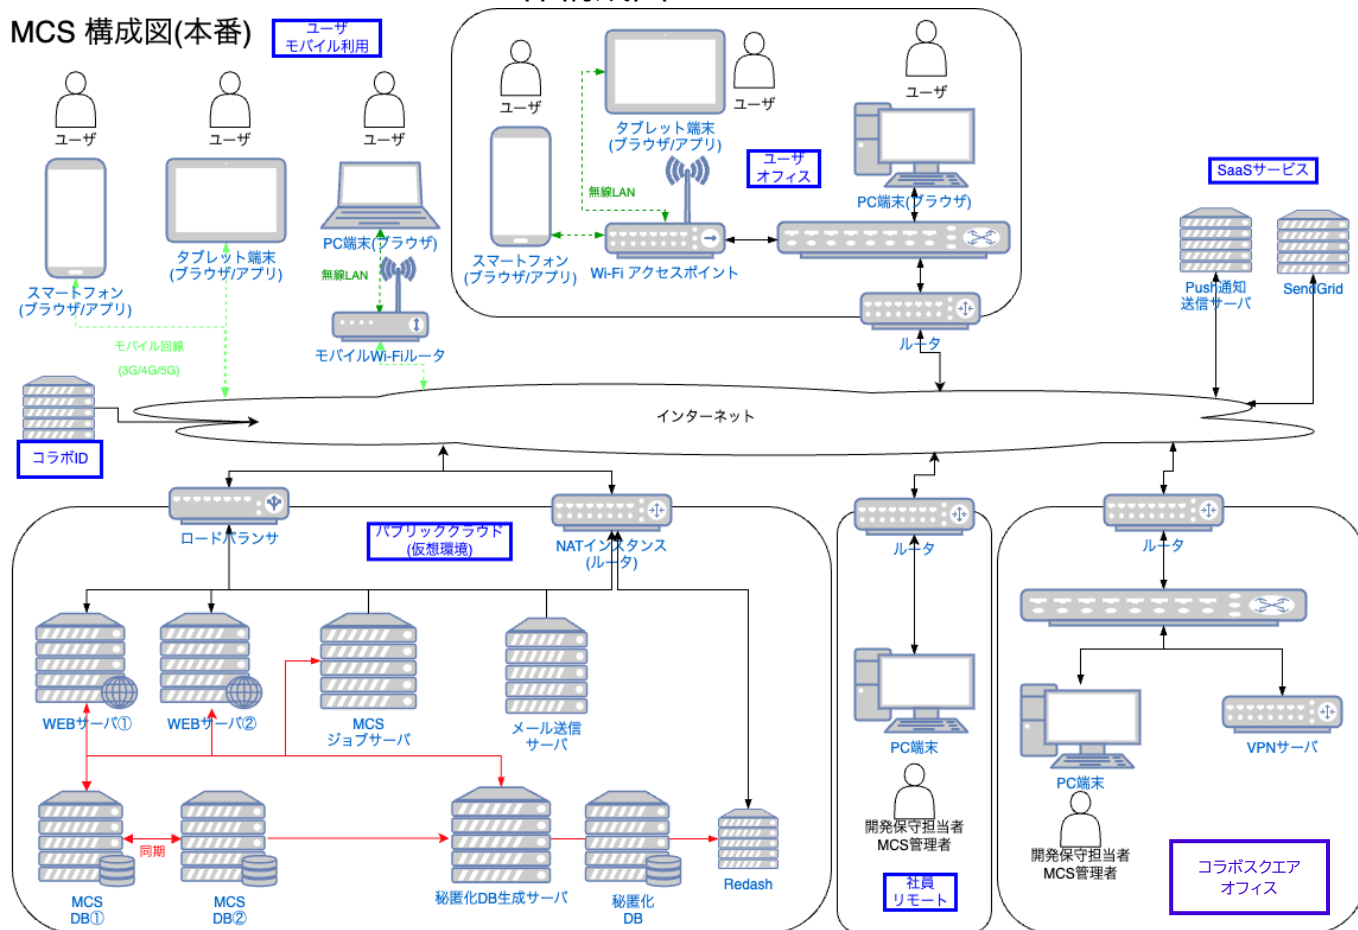 MCS 構成図(本番)
ユーザ
モバイル利用
ユーザ
ユーザ
ユーザ
ユーザ
ユーザ
ユーザ
タブレット端末
(ブラウザ/アプリ)
ユーザ
オフィス
PC端末(ブラウザ)
SaaSサービス
無線LAN
PC端末(ブラウザ)
無線LAN
タブレット端末
(ブラウザ/アプリ)
スマートフォン
(ブラウザ/アプリ)
スマートフォン
(ブラウザ/アプリ)
Wi-Fi アクセスポイント
Push通知
送信サーバ
SendGrid
モバイル回線
(3G/4G/5G)
モバイルWi-Fiルータ
ルータ
インターネット
コラボID
ロードバランサ
パブリッククラウド
(仮想環境)
NATインスタンス
(ルータ)
ルータ
ルータ
WEBサーバ①
WEBサーバ②
MCS
ジョブサーバ
メール送信
サーバ
PC端末
VPNサーバ
PC端末
開発保守担当者
MCS管理者
開発保守担当者
MCS管理者
同期
MCS
DB①
MCS
DB②
秘匿化DB生成サーバ
秘匿化
DB
Redash
社員
リモート
コラボスクエア
オフィス